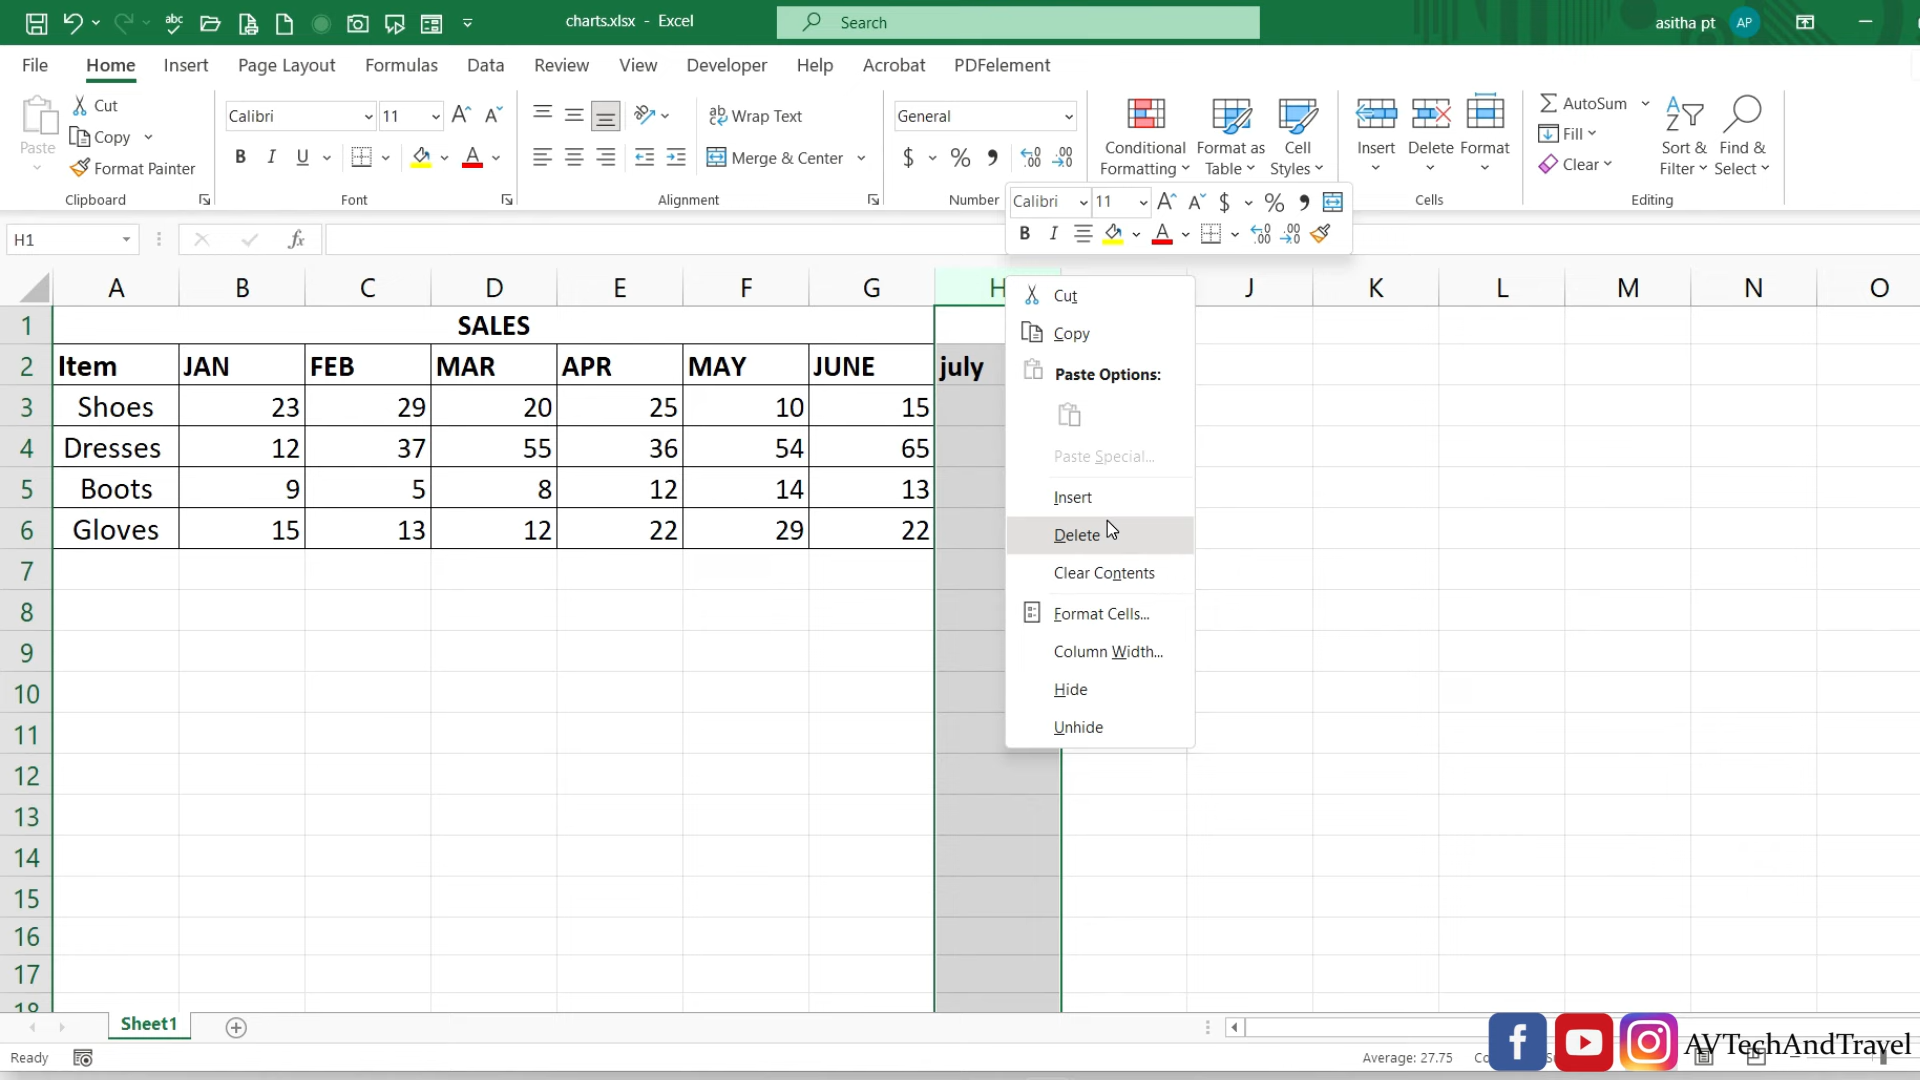 charts.xlsx - Excel
Search
asitha pt
AP
File Home Insert Page Layout Formulas Data Review View Developer Help Acrobat PDFelement
Paste
Cut
Copy
Format Painter
Clipboard
Calibri 11
B I U
Font
Wrap Text
Merge & Center
Alignment
General
Number
Conditional Formatting
Format as Table
Cell Styles
Insert Delete Format
Cells
AutoSum
Fill
Clear
Sort & Filter
Find & Select
Editing
Calibri 11
B I
H1
fx
A B C D E F G H J K L M N O
1 SALES
2 Item JAN FEB MAR APR MAY JUNE july
3 Shoes 23 29 20 25 10 15
4 Dresses 12 37 55 36 54 65
5 Boots 9 5 8 12 14 13
6 Gloves 15 13 12 22 29 22
7
8
9
10
11
12
13
14
15
16
17
18
Cut
Copy
Paste Options:
Paste Special...
Insert
Delete
Clear Contents
Format Cells...
Column Width...
Hide
Unhide
Sheet1
Ready
Average: 27.75
AVTechAndTravel